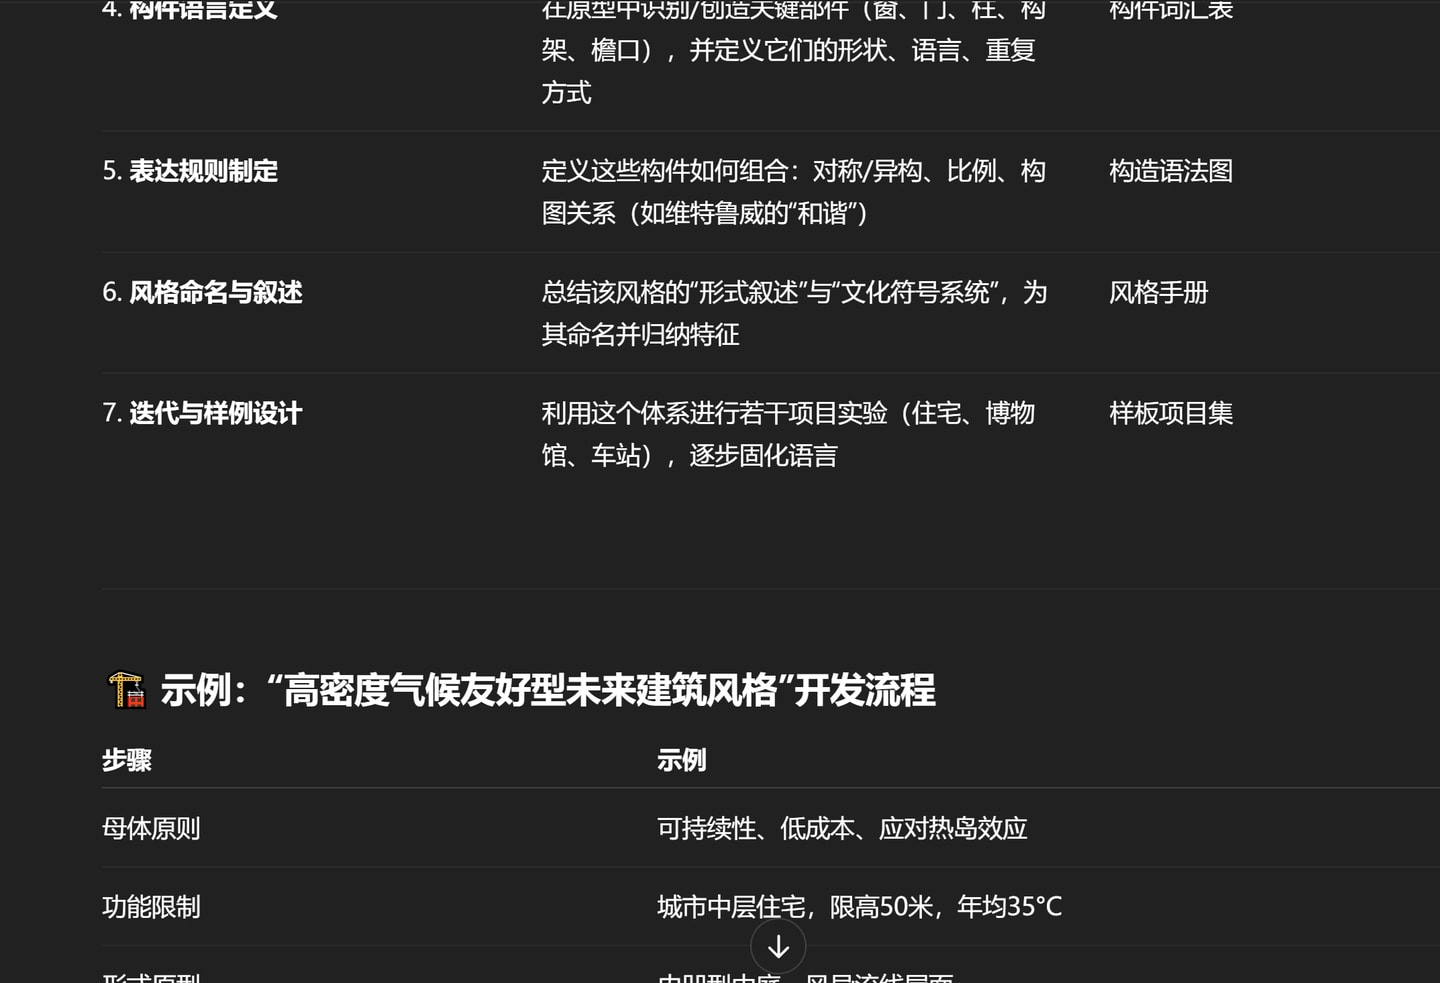 4. 构件语言定义
在原型中识别/创造关键部件（窗、门、柱、构
架、檐口），并定义它们的形状、语言、重复
方式
构件词汇表
5. 表达规则制定
定义这些构件如何组合：对称/异构、比例、构
图关系（如维特鲁威的“和谐”）
构造语法图
6. 风格命名与叙述
总结该风格的“形式叙述”与“文化符号系统”，为
其命名并归纳特征
风格手册
7. 迭代与样例设计
利用这个体系进行若干项目实验（住宅、博物
馆、车站），逐步固化语言
样板项目集
示例：“高密度气候友好型未来建筑风格”开发流程
步骤
示例
母体原则
可持续性、低成本、应对热岛效应
功能限制
城市中层住宅，限高50米，年均35°C
形式原型